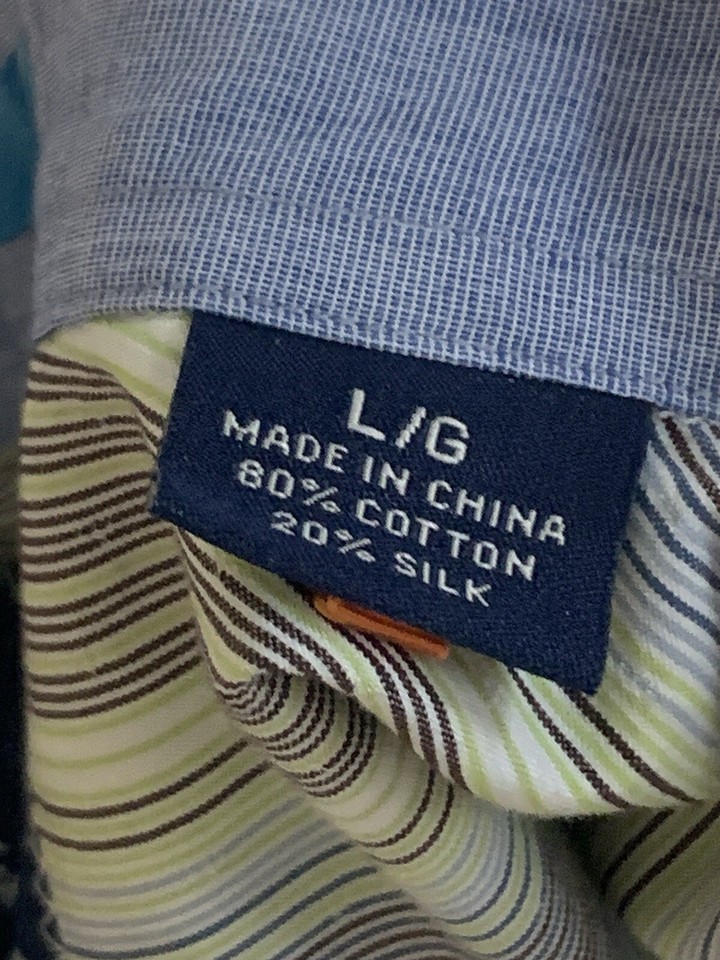 L/G
MADE IN CHINA
80% COTTON
20% SILK